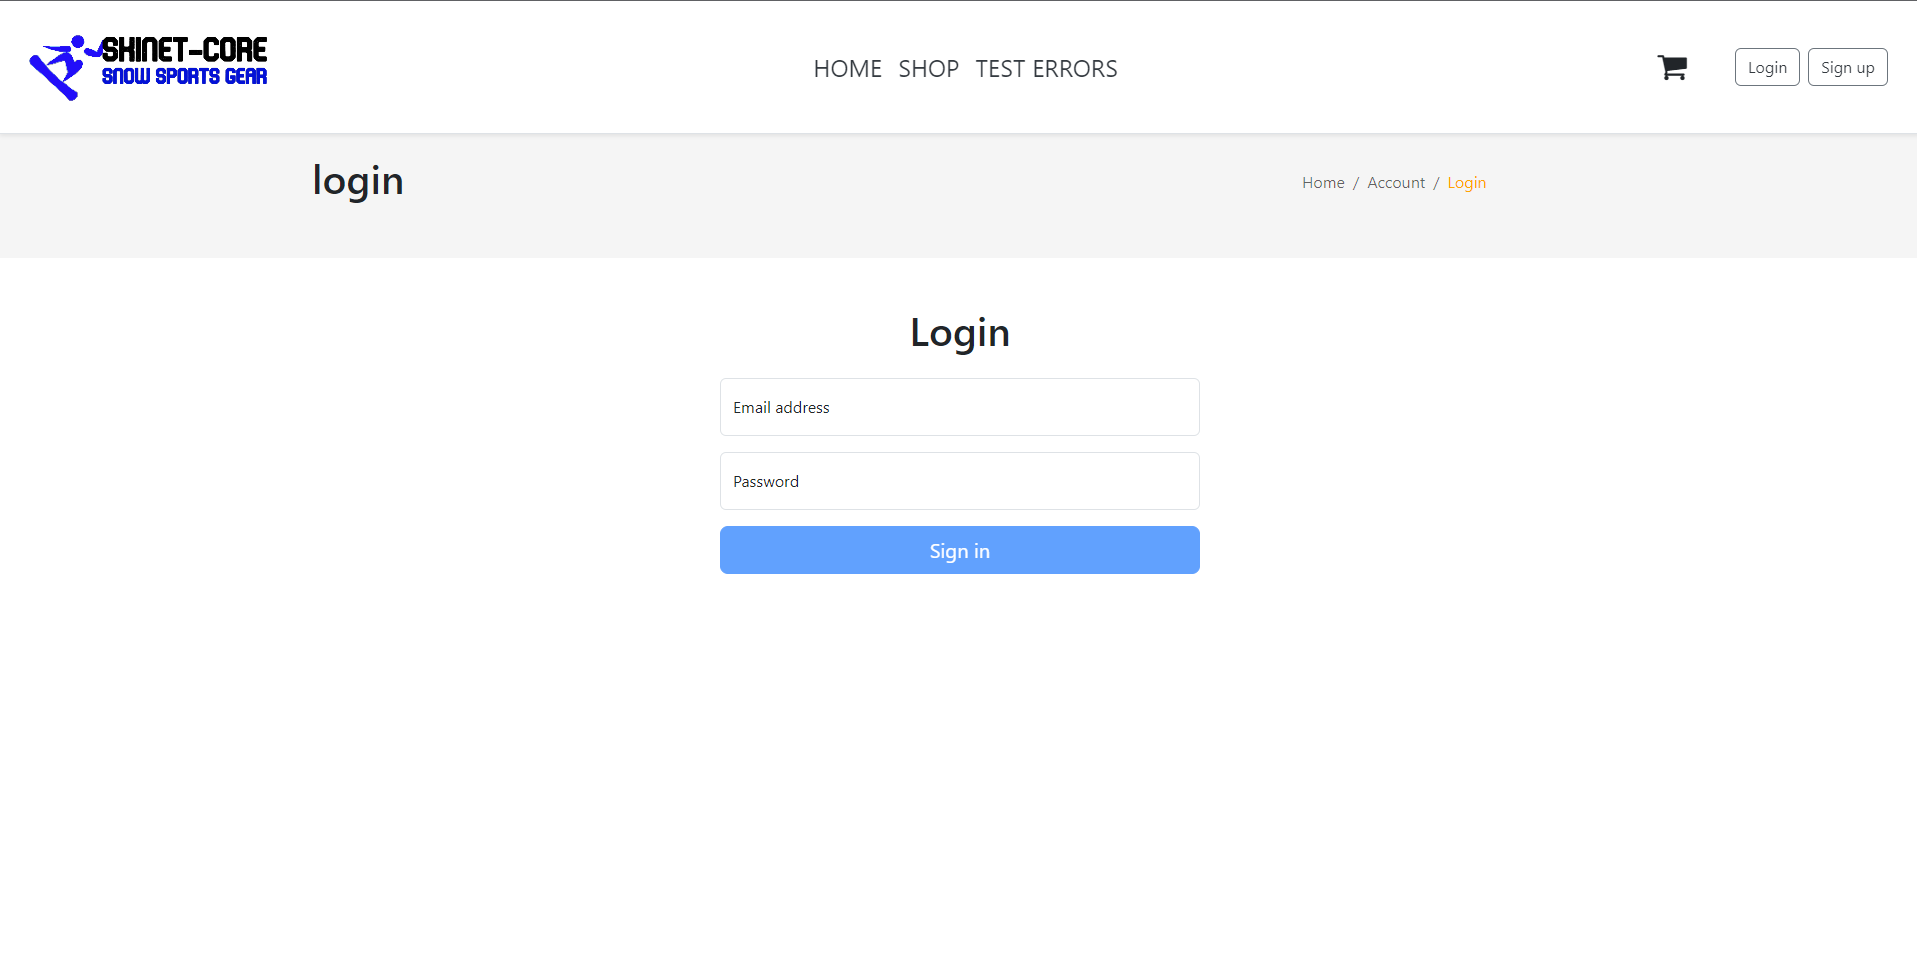 SKINET-CORE
SNOW SPORTS GEAR
HOME SHOP TEST ERRORS
Login Sign up
login
Home / Account / Login
Login
Email address
Password
Sign in